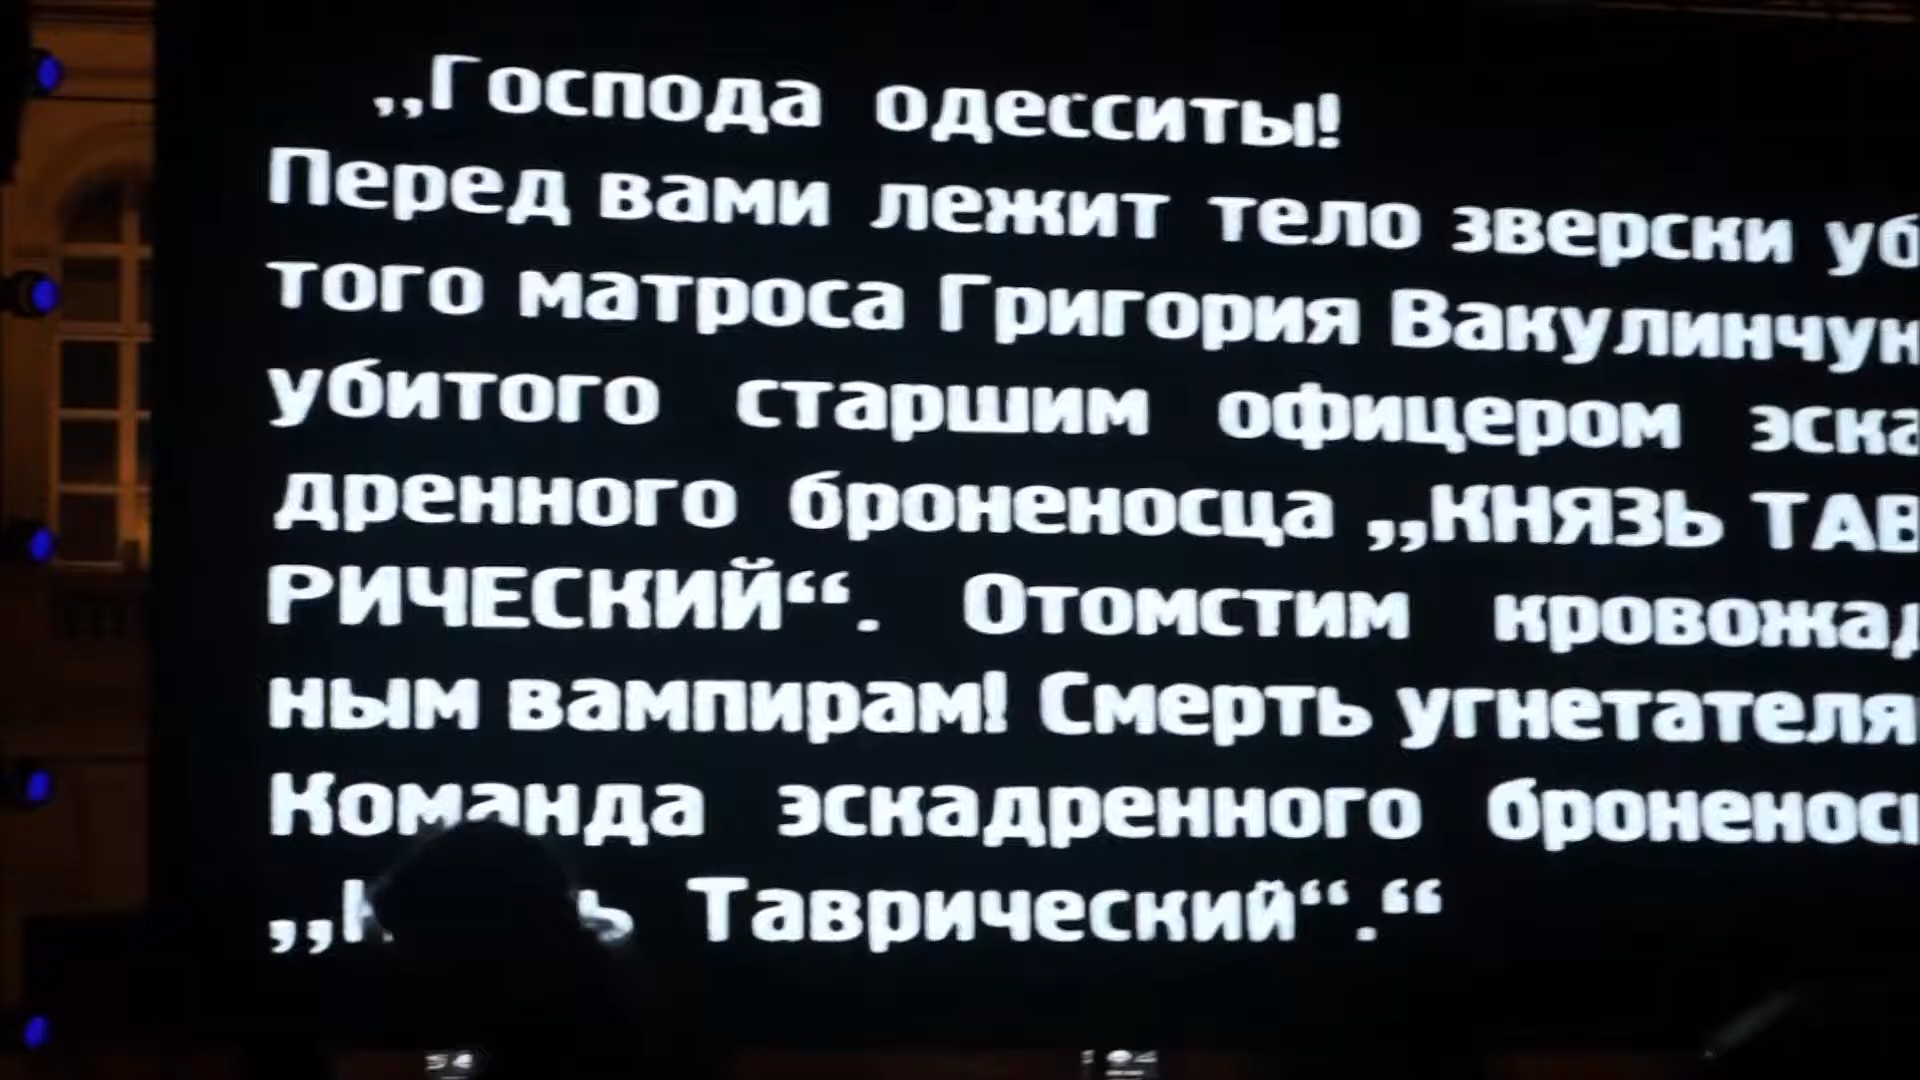 „Господа одесситы!
Перед вами лежит тело зверски уб
того матроса Григория Вакулинчук
убитого старшим офицером эска
дренного броненосца „КНЯЗЬ ТАВ
РИЧЕСКИЙ“. Отомстим кровожад
ным вампирам! Смерть угнетателя
Команда эскадренного броненос
Таврический“.“